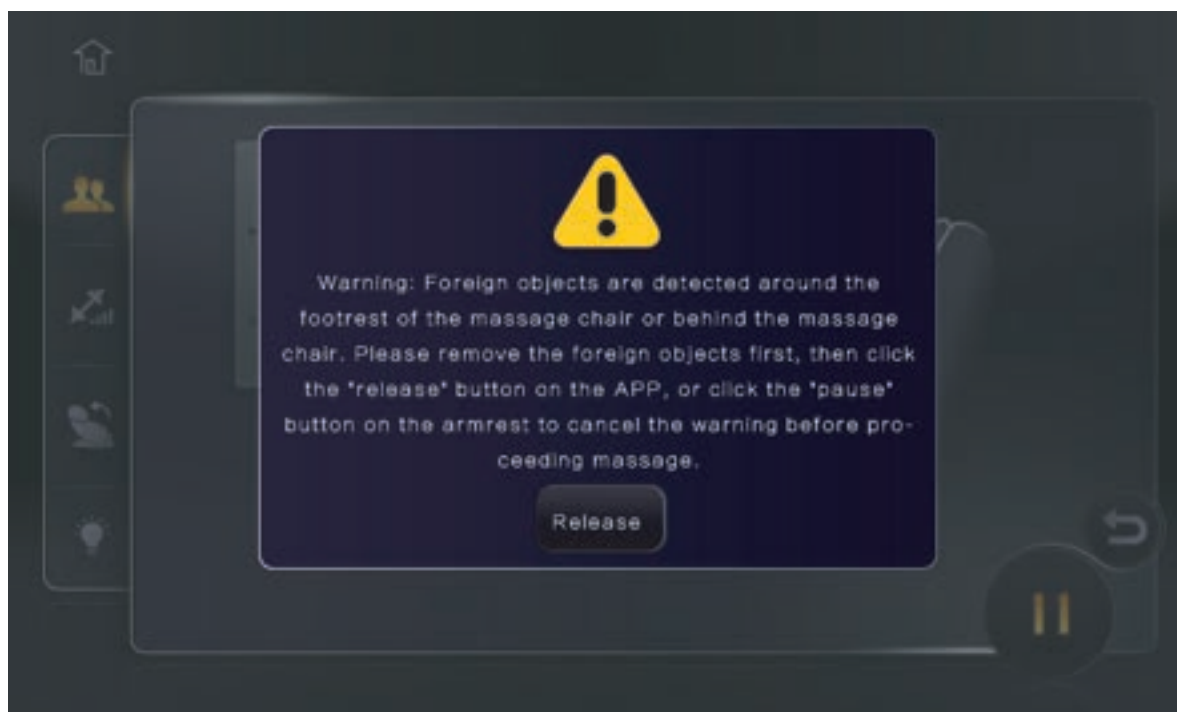 Warning: Foreign objects are detected around the
footrest of the massage chair or behind the massage
chair. Please remove the foreign objects first, then click
the "release" button on the APP, or click the "pause"
button on the armrest to cancel the warning before pro-
ceeding massage.
Release